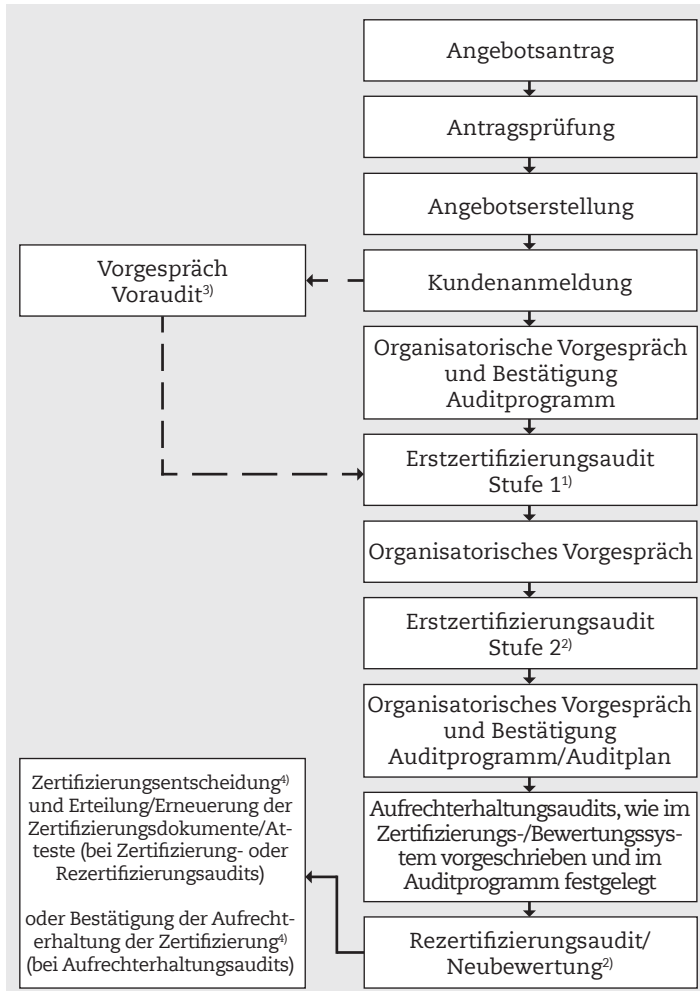 Angebotsantrag
Antragsprüfung
Angebotserstellung
Kundenanmeldung
Vorgespräch
Voraudit³⁾
Organisatorische Vorgespräch
und Bestätigung
Auditprogramm
Erstzertifizierungsaudit
Stufe 1¹⁾
Organisatorisches Vorgespräch
Erstzertifizierungsaudit
Stufe 2²⁾
Organisatorisches Vorgespräch
und Bestätigung
Auditprogramm/Auditplan
Aufrechterhaltungsaudits, wie im
Zertifizierungs-/Bewertungssys-
tem vorgeschrieben und im
Auditprogramm festgelegt
Rezertifizierungsaudit/
Neubewertung²⁾
Zertifizierungsentscheidung⁴⁾
und Erteilung/Erneuerung der
Zertifizierungsdokumente/At-
teste (bei Zertifizierung- oder
Rezertifizierungsaudits)
oder Bestätigung der Aufrecht-
erhaltung der Zertifizierung⁴⁾
(bei Aufrechterhaltungsaudits)